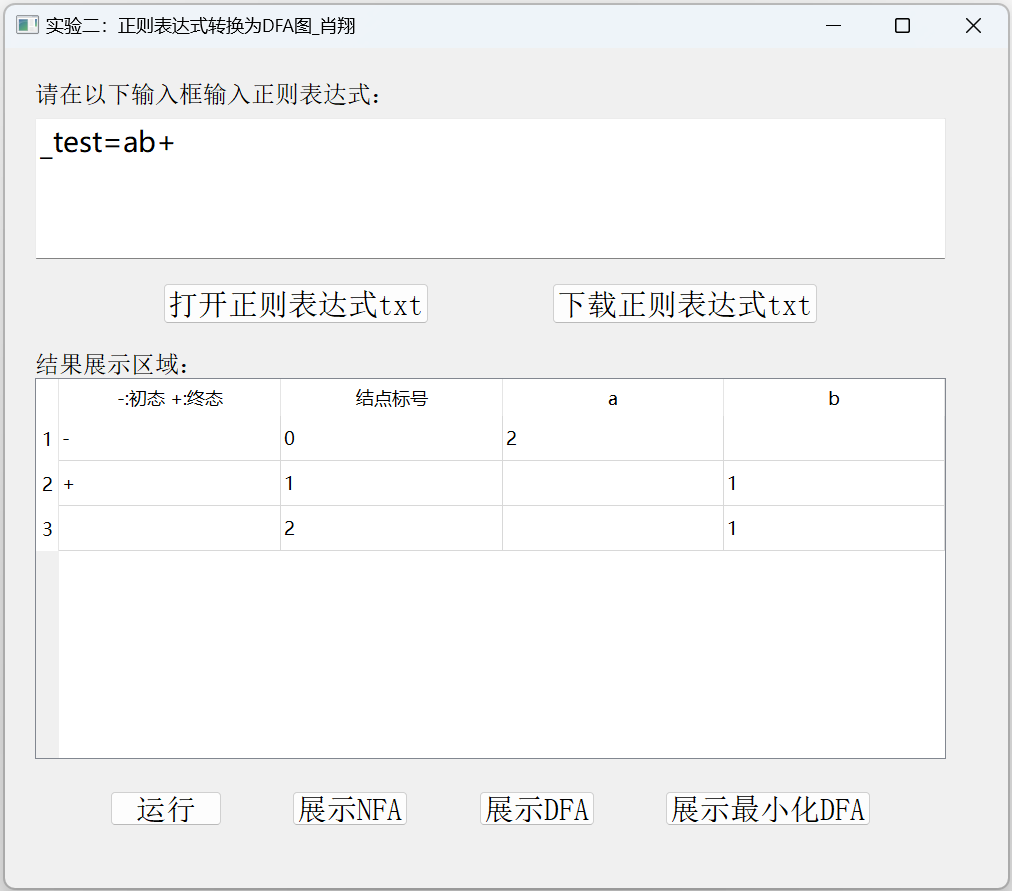 实验二：正则表达式转换为DFA图_肖翔
请在以下输入框输入正则表达式：
_test=ab+
打开正则表达式txt 下载正则表达式txt
结果展示区域：
-:初态 +:终态 结点标号 a b
1 - 0 2
2 + 1 1
3 2 1
运行 展示NFA 展示DFA 展示最小化DFA